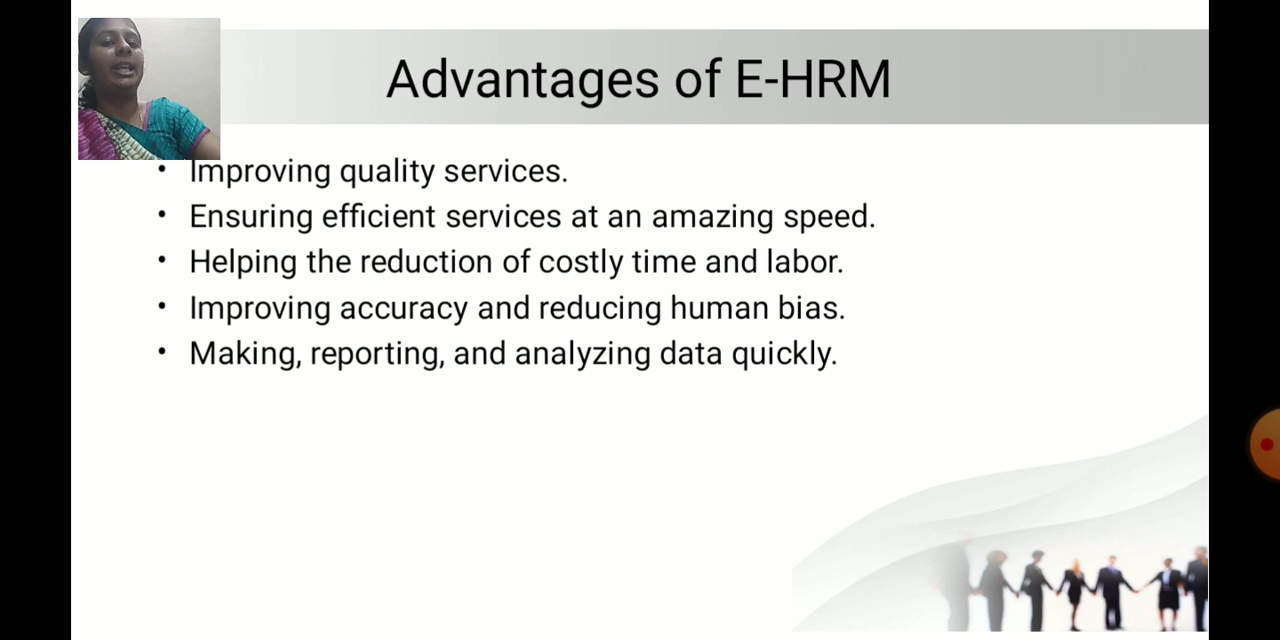 Advantages of E-HRM
• Improving quality services.
• Ensuring efficient services at an amazing speed.
• Helping the reduction of costly time and labor.
• Improving accuracy and reducing human bias.
• Making, reporting, and analyzing data quickly.